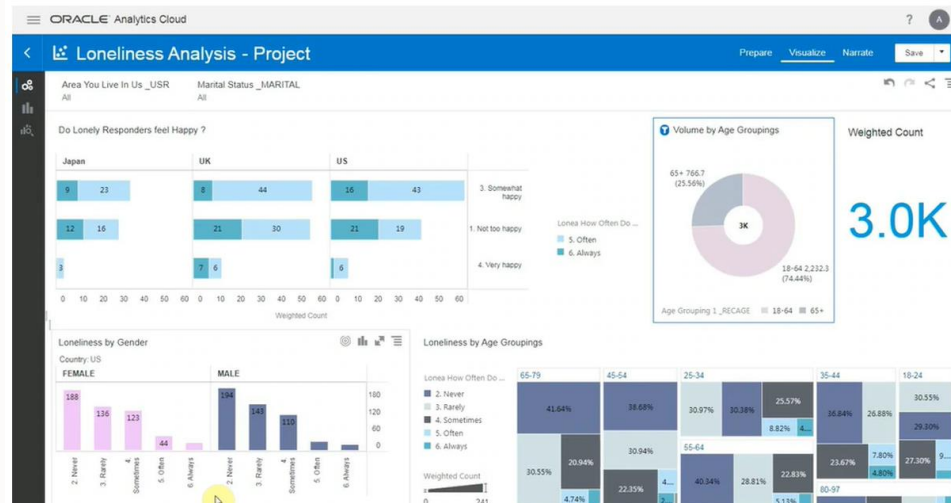 ORACLE Analytics Cloud
?
A
Loneliness Analysis - Project
Prepare
Visualize
Narrate
Save
Area You Live In Us _USR
All
Marital Status _MARITAL
All
Do Lonely Responders feel Happy ?
Japan
UK
US
9 23 8 44 16 43
3. Somewhat
happy
12 16 21 30 21 19
1. Not too happy
3 7 6 6
4. Very happy
0 10 20 30 40 50 60 0 10 20 30 40 50 60 0 10 20 30 40 50 60
Weighted Count
Lonea How Often Do ...
5. Often
6. Always
Volume by Age Groupings
65+ 766.7
(25.56%)
3K
18-64 2,232.3
(74.44%)
Age Grouping 1 _RECAGE
18-64
65+
Weighted Count
3.0K
Loneliness by Gender
Country: US
FEMALE
MALE
188
136
123
44
194
143
110
180
120
60
0
2. Never
3. Rarely
4.
Sometimes
5. Often
6. Always
2. Never
3. Rarely
4.
Sometimes
5. Often
6. Always
Loneliness by Age Groupings
Lonea How Often Do ...
2. Never
3. Rarely
4. Sometimes
5. Often
6. Always
Weighted Count
0 241
65-79
41.64%
30.55%
20.94%
4.74%
45-54
38.68%
30.94%
22.35%
4...
25-34
30.97%
30.38%
25.57%
8.82%
4...
55-64
40.34%
28.81%
22.83%
5.13%
35-44
36.84%
26.88%
23.67%
7.80%
4.80%
80-97
18-24
30.55%
29.30%
27.30%
9...